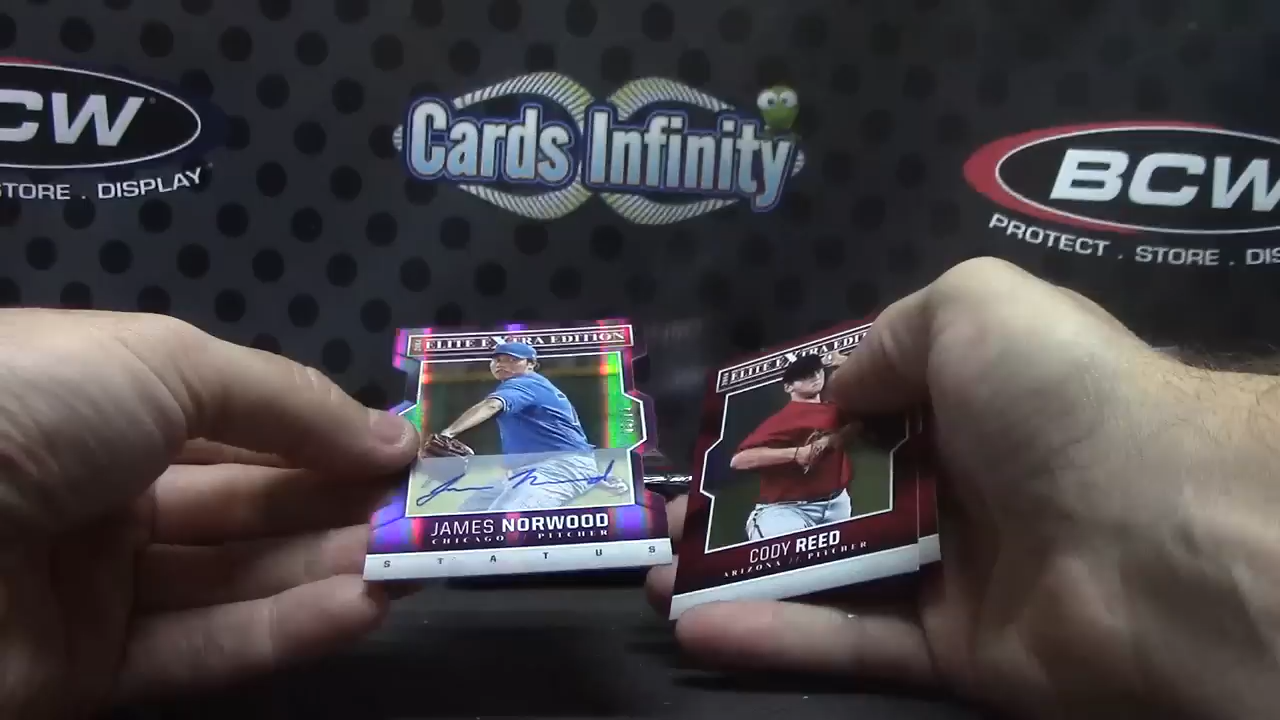 CW
STORE . DISPLAY
Cards Infinity
BCW
PROTECT . STORE . DIS
ELITE EXTRA EDITION
JAMES NORWOOD
CHICAGO // PITCHER
STATUS
ELITE EXTRA EDI
CODY REED
ARIZONA // PITCHER